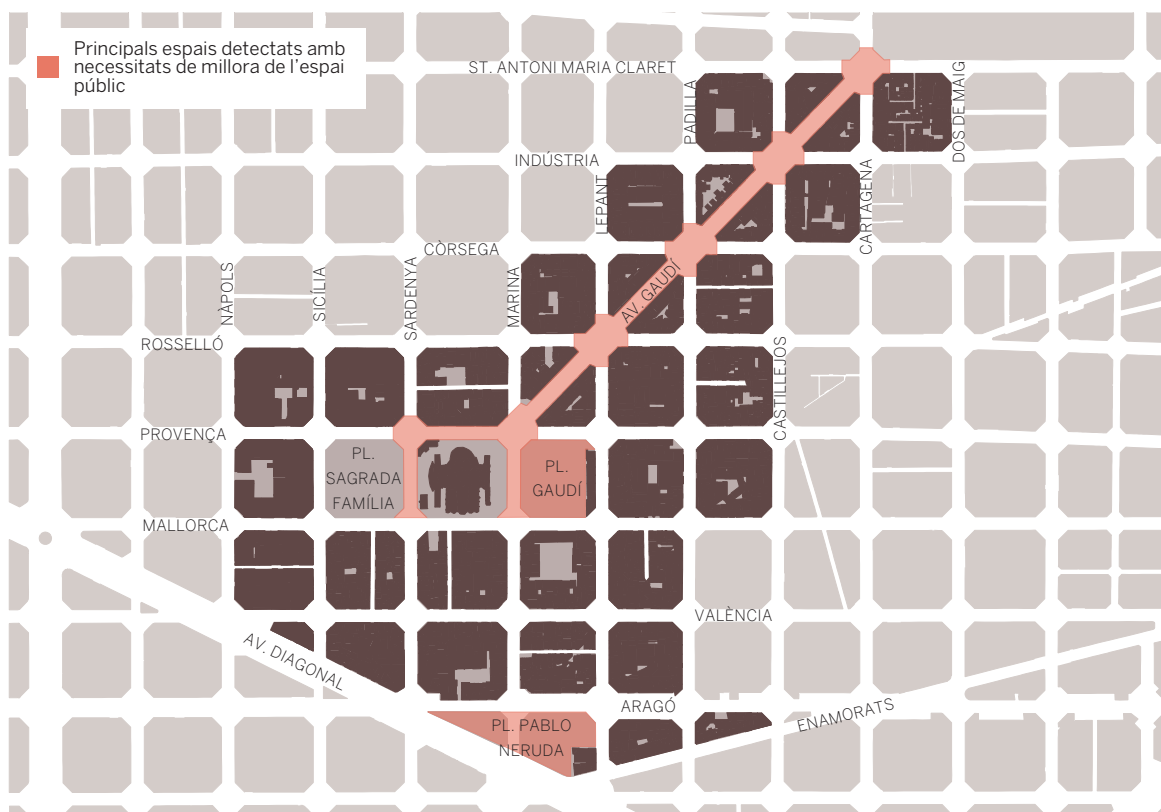 Principals espais detectats amb
necessitats de millora de l'espai
públic
ST. ANTONI MARIA CLARET
PADILLA
DOS DE MAIG
INDÚSTRIA
LEPANT
CARTAGENA
CÒRSEGA
NÀPOLS
SICÍLIA
SARDENYA
MARINA
AV. GAUDÍ
ROSSELLÓ
CASTILLEJOS
PROVENÇA
PL.
SAGRADA
FAMÍLIA
PL.
GAUDÍ
MALLORCA
VALÈNCIA
AV. DIAGONAL
ARAGÓ
ENAMORATS
PL. PABLO
NERUDA